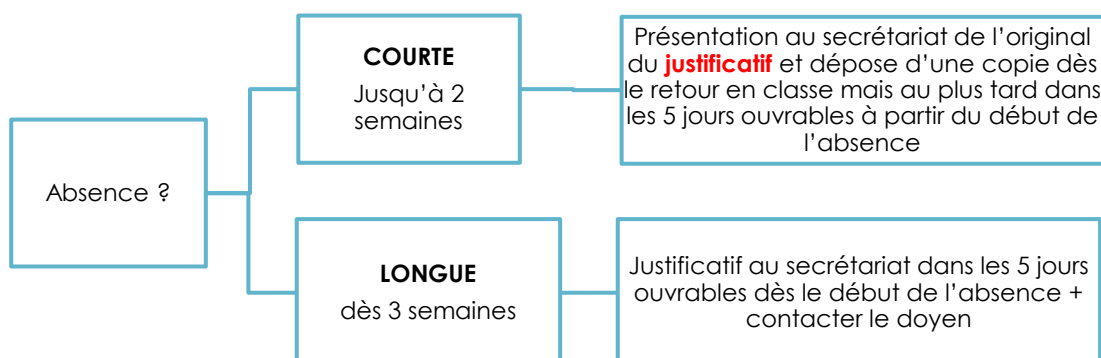 Absence ?
COURTE
Jusqu’à 2
semaines
Présentation au secrétariat de l’original
du justificatif et dépose d’une copie dès
le retour en classe mais au plus tard dans
les 5 jours ouvrables à partir du début de
l’absence
LONGUE
dès 3 semaines
Justificatif au secrétariat dans les 5 jours
ouvrables dès le début de l’absence +
contacter le doyen